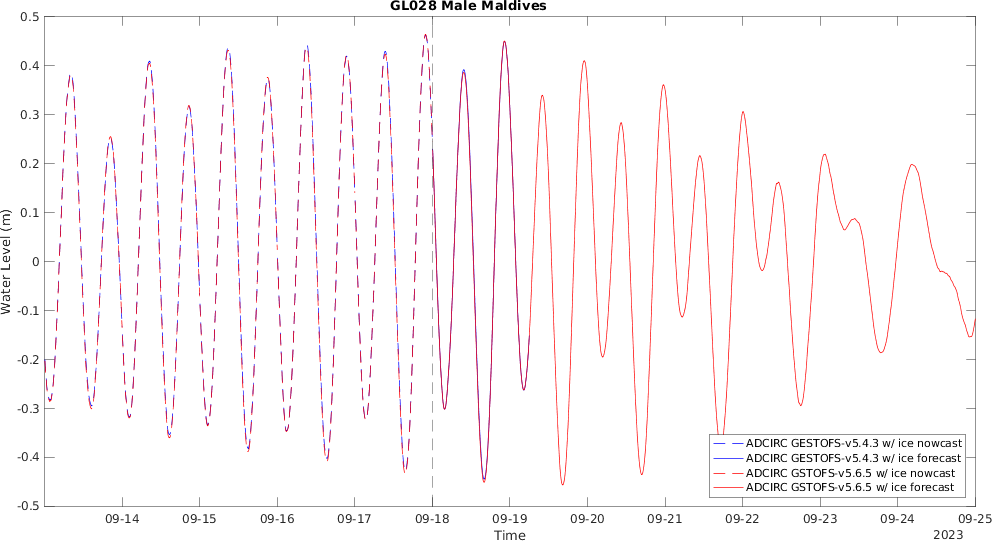 GL028 Male Maldives
0.5
0.4
0.3
0.2
0.1
0
-0.1
-0.2
-0.3
-0.4
-0.5
Water Level (m)
ADCIRC GESTOFS-v5.4.3 w/ ice nowcast
ADCIRC GESTOFS-v5.4.3 w/ ice forecast
ADCIRC GSTOFS-v5.6.5 w/ ice nowcast
ADCIRC GSTOFS-v5.6.5 w/ ice forecast
09-14 09-15 09-16 09-17 09-18 09-19 09-20 09-21 09-22 09-23 09-24 09-25
Time
2023